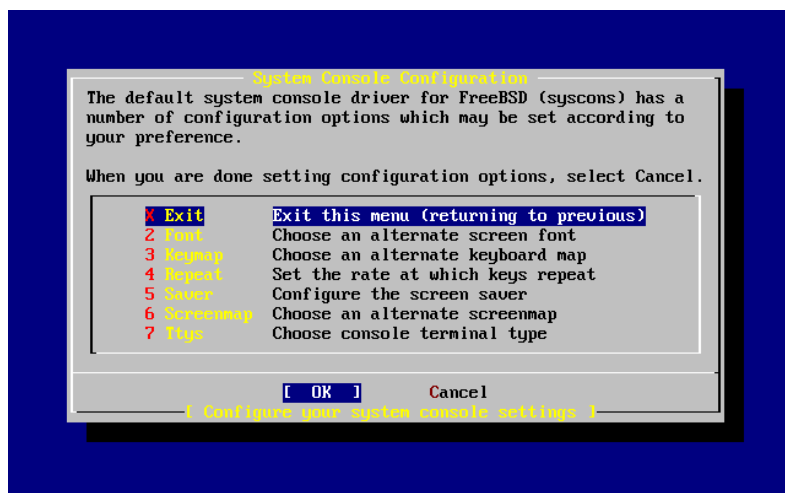 System Console Configuration
The default system console driver for FreeBSD (syscons) has a
number of configuration options which may be set according to
your preference.
When you are done setting configuration options, select Cancel.
X Exit Exit this menu (returning to previous)
2 Font Choose an alternate screen font
3 Keymap Choose an alternate keyboard map
4 Repeat Set the rate at which keys repeat
5 Saver Configure the screen saver
6 Screenmap Choose an alternate screenmap
7 Ttys Choose console terminal type
[ OK ] Cancel
[ Configure your system console settings ]